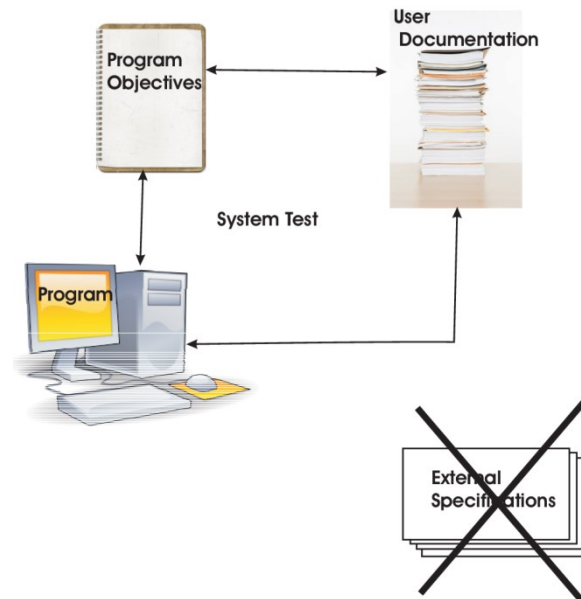 User
Documentation
Program
Objectives
System Test
Program
External
Specifications